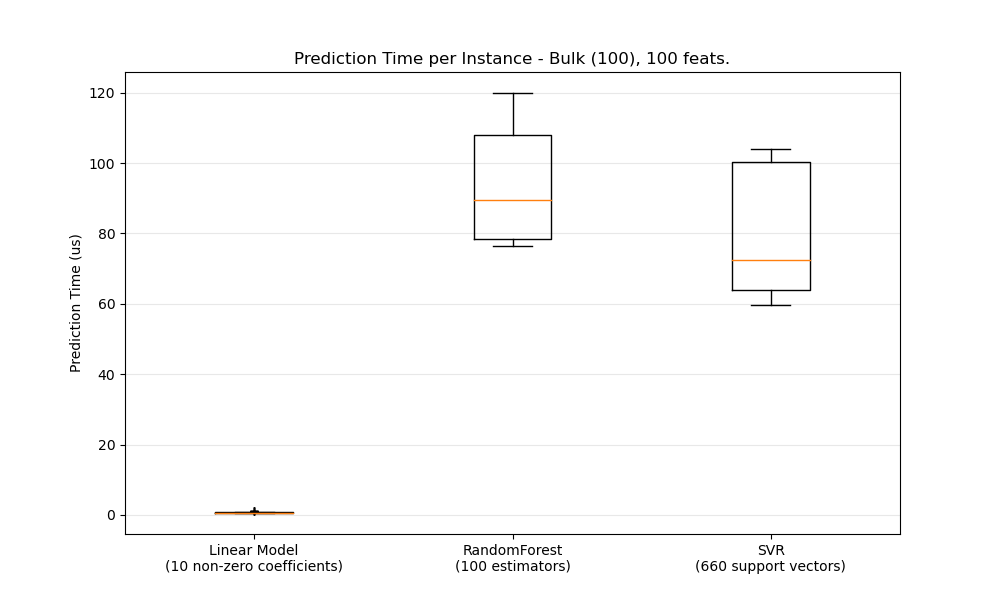 Prediction Time per Instance - Bulk (100), 100 feats.
Prediction Time (us)
120
100
80
60
40
20
0
Linear Model
(10 non-zero coefficients)
RandomForest
(100 estimators)
SVR
(660 support vectors)